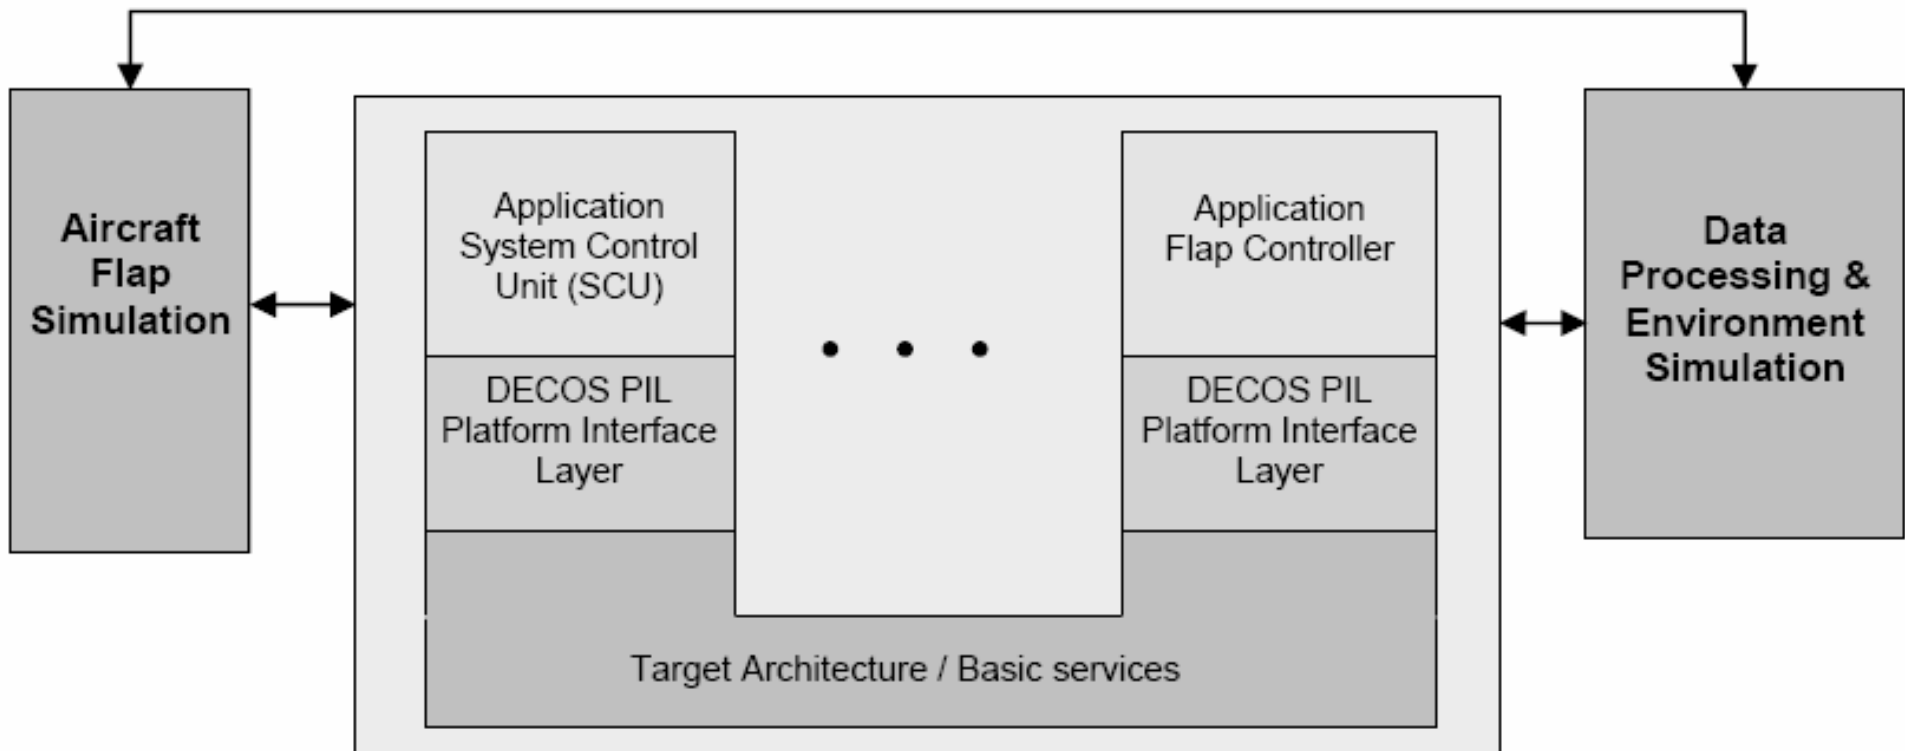 Aircraft
Flap
Simulation
Application
System Control
Unit (SCU)
DECOS PIL
Platform Interface
Layer
Application
Flap Controller
DECOS PIL
Platform Interface
Layer
Target Architecture / Basic services
Data
Processing &
Environment
Simulation